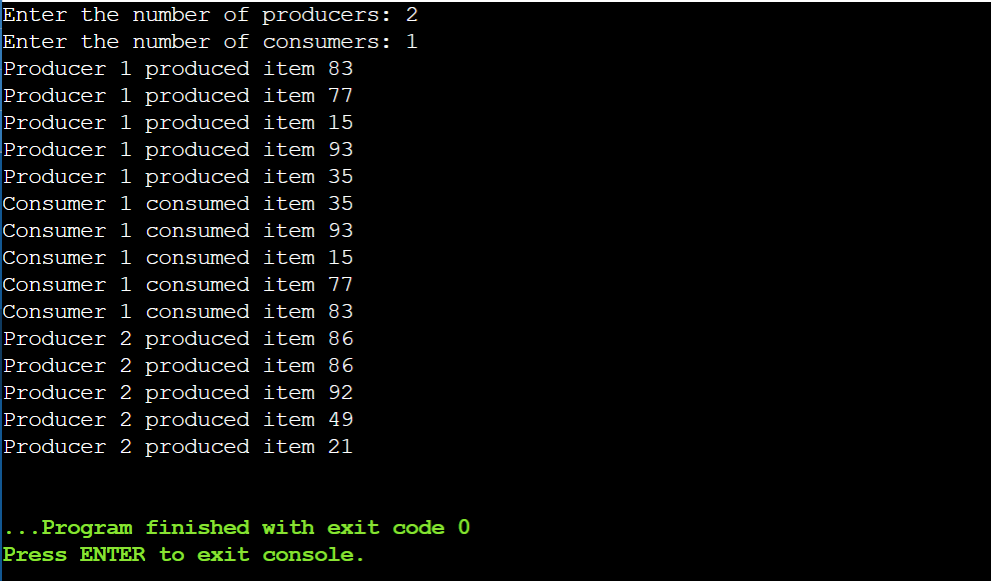 Enter the number of producers: 2
Enter the number of consumers: 1
Producer 1 produced item 83
Producer 1 produced item 77
Producer 1 produced item 15
Producer 1 produced item 93
Producer 1 produced item 35
Consumer 1 consumed item 35
Consumer 1 consumed item 93
Consumer 1 consumed item 15
Consumer 1 consumed item 77
Consumer 1 consumed item 83
Producer 2 produced item 86
Producer 2 produced item 86
Producer 2 produced item 92
Producer 2 produced item 49
Producer 2 produced item 21
...Program finished with exit code 0
Press ENTER to exit console.